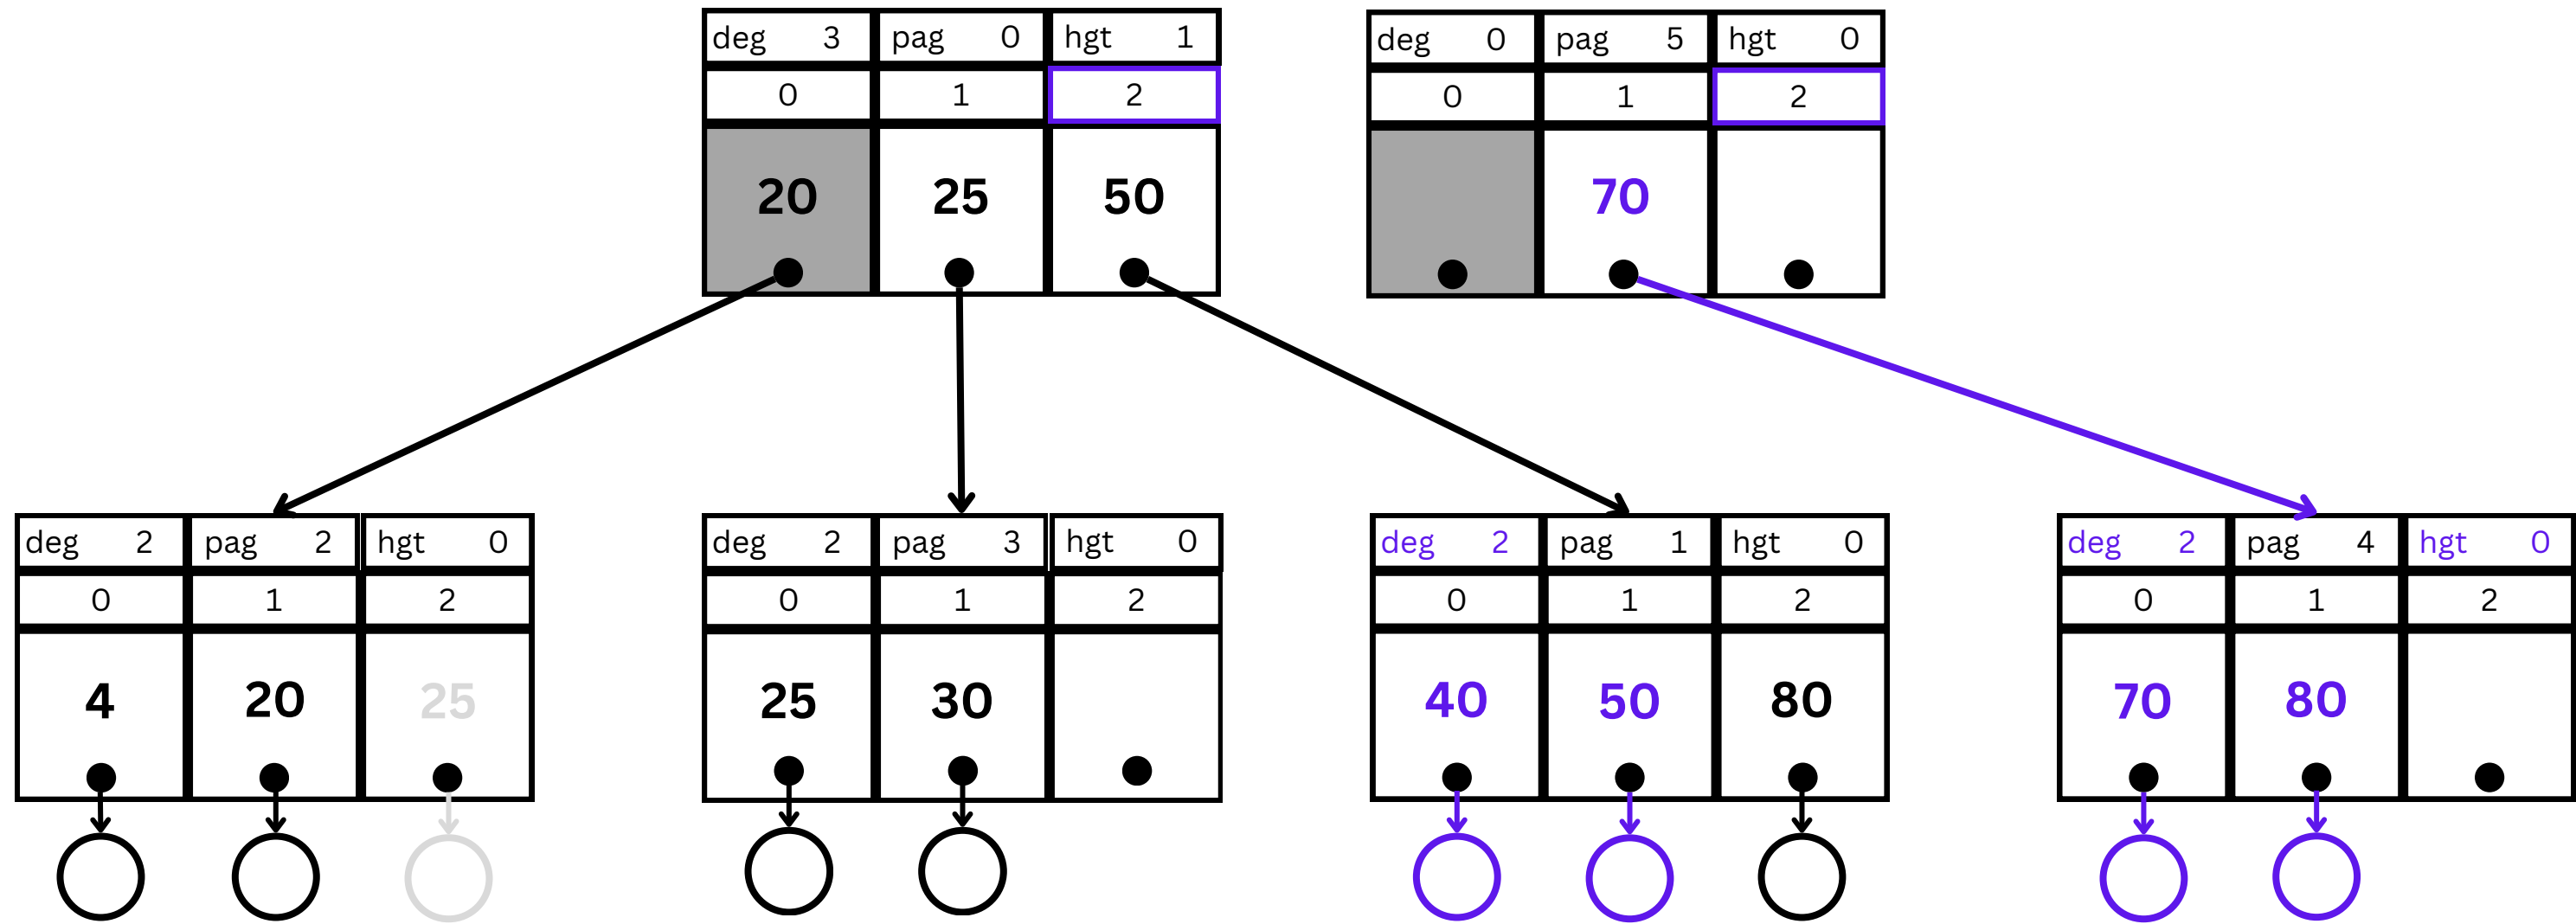 deg 3 pag 0 hgt 1
0 1 2
20 25 50
deg 0 pag 5 hgt 0
0 1 2
70
deg 2 pag 2 hgt 0
0 1 2
4 20 25
deg 2 pag 3 hgt 0
0 1 2
25 30
deg 2 pag 1 hgt 0
0 1 2
40 50 80
deg 2 pag 4 hgt 0
0 1 2
70 80